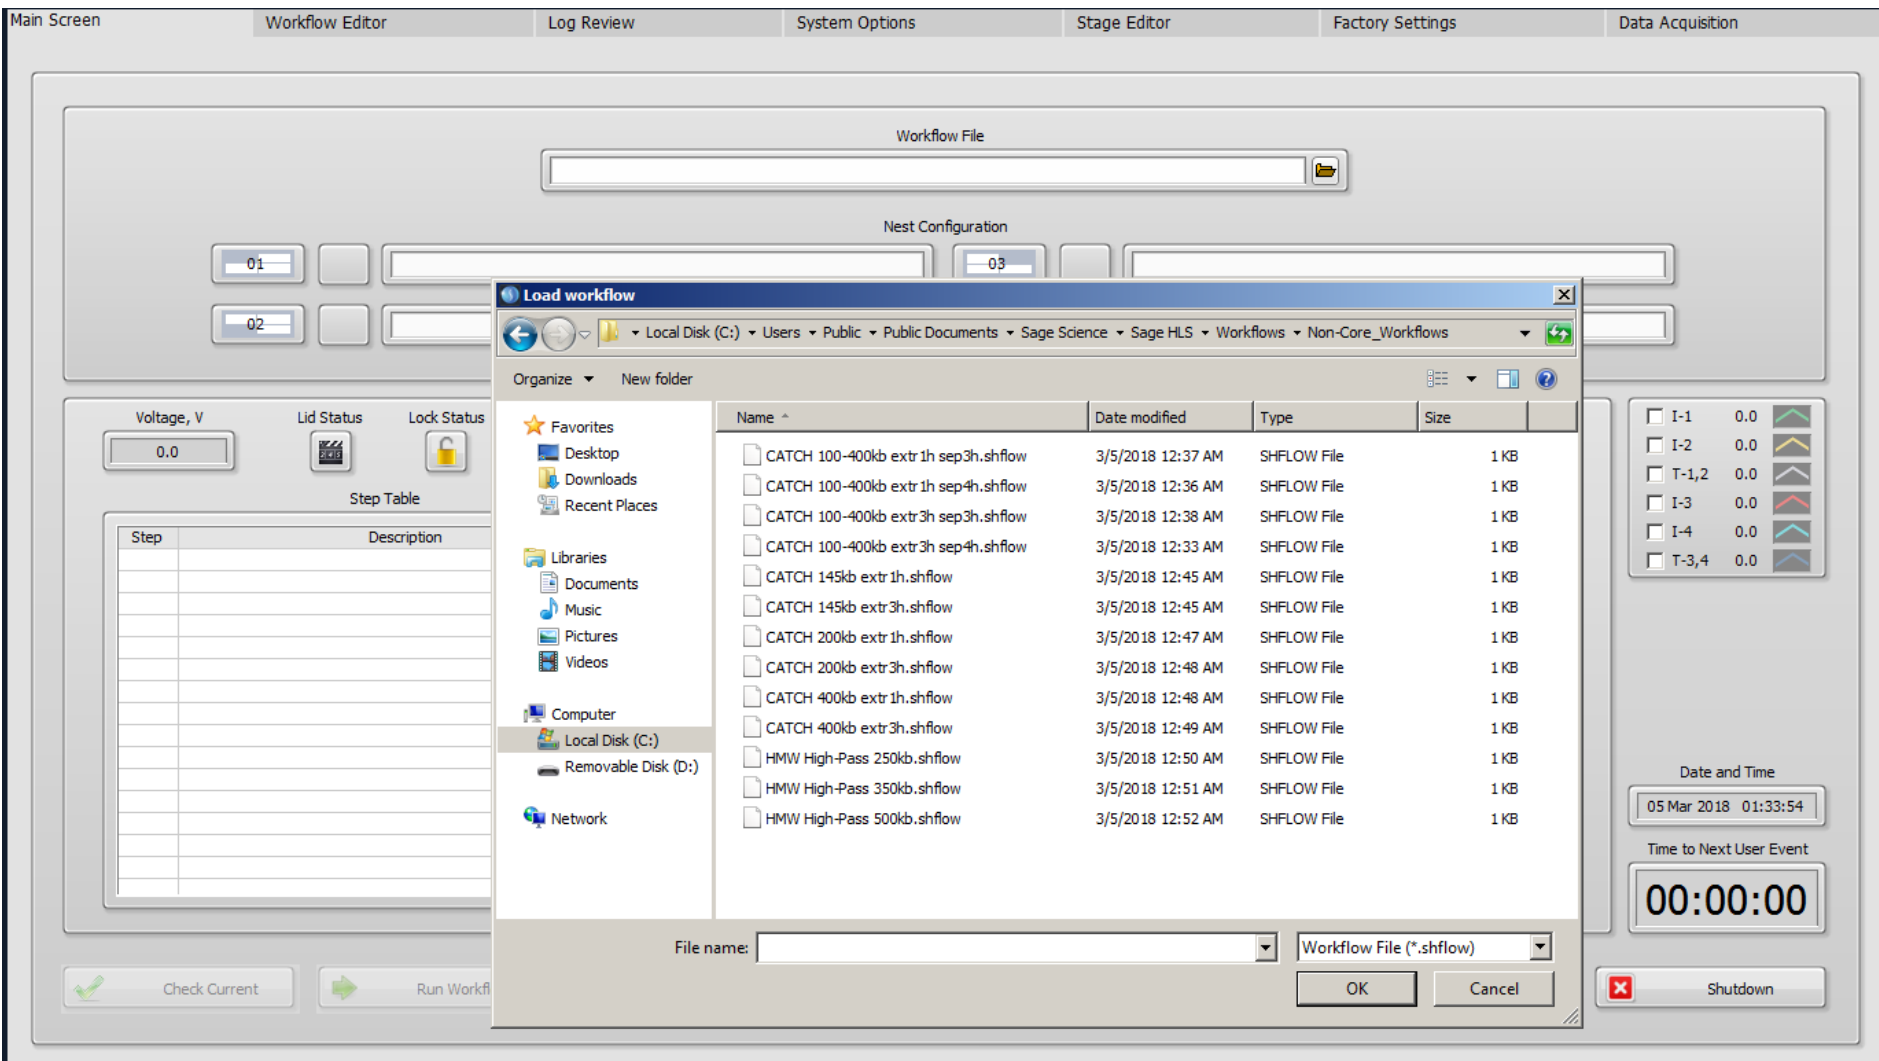 Main Screen Workflow Editor Log Review System Options Stage Editor Factory Settings Data Acquisition
Workflow File
Nest Configuration
01 03
02
Load workflow
Local Disk (C:) Users Public Public Documents Sage Science Sage HLS Workflows Non-Core_Workflows
Organize New folder
Voltage, V Lid Status Lock Status
0.0
Step Table
Step Description
Favorites
Desktop
Downloads
Recent Places
Libraries
Documents
Music
Pictures
Videos
Computer
Local Disk (C:)
Removable Disk (D:)
Network
Name Date modified Type Size
CATCH 100-400kb extr1h sep3h.shflow 3/5/2018 12:37 AM SHFLOW File 1 KB
CATCH 100-400kb extr1h sep4h.shflow 3/5/2018 12:36 AM SHFLOW File 1 KB
CATCH 100-400kb extr3h sep3h.shflow 3/5/2018 12:38 AM SHFLOW File 1 KB
CATCH 100-400kb extr3h sep4h.shflow 3/5/2018 12:33 AM SHFLOW File 1 KB
CATCH 145kb extr1h.shflow 3/5/2018 12:45 AM SHFLOW File 1 KB
CATCH 145kb extr3h.shflow 3/5/2018 12:45 AM SHFLOW File 1 KB
CATCH 200kb extr1h.shflow 3/5/2018 12:47 AM SHFLOW File 1 KB
CATCH 200kb extr3h.shflow 3/5/2018 12:48 AM SHFLOW File 1 KB
CATCH 400kb extr1h.shflow 3/5/2018 12:48 AM SHFLOW File 1 KB
CATCH 400kb extr3h.shflow 3/5/2018 12:49 AM SHFLOW File 1 KB
HMW High-Pass 250kb.shflow 3/5/2018 12:50 AM SHFLOW File 1 KB
HMW High-Pass 350kb.shflow 3/5/2018 12:51 AM SHFLOW File 1 KB
HMW High-Pass 500kb.shflow 3/5/2018 12:52 AM SHFLOW File 1 KB
File name: Workflow File (*.shflow)
OK Cancel
I-1 0.0
I-2 0.0
T-1,2 0.0
I-3 0.0
I-4 0.0
T-3,4 0.0
Date and Time
05 Mar 2018 01:33:54
Time to Next User Event
00:00:00
Check Current Run Workfl Shutdown